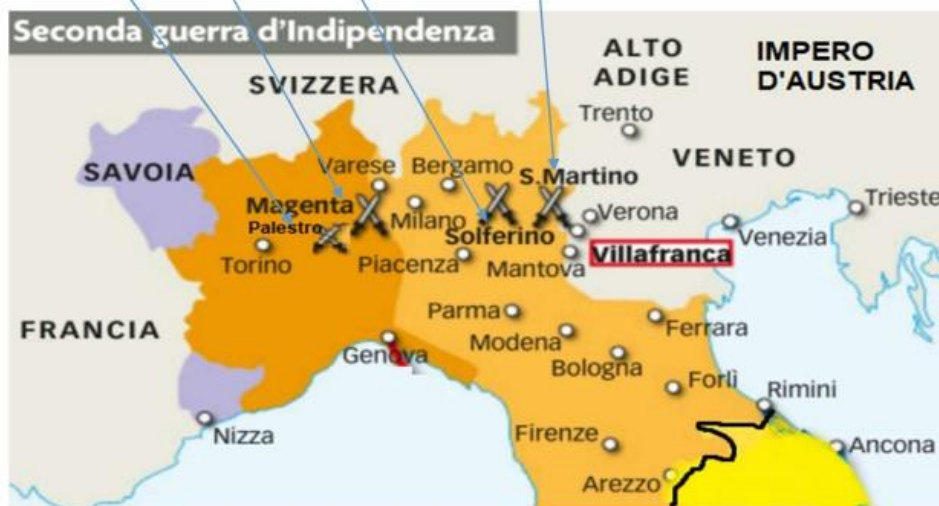 Seconda guerra d'Indipendenza
ALTO
ADIGE
IMPERO
D'AUSTRIA
SVIZZERA
Trento
SAVOIA
Varese
Bergamo
VENETO
S.Martino
Trieste
Magenta
Milano
Verona
Palestro
Solferino
Venezia
Torino
Piacenza
Mantova
Villafranca
FRANCIA
Parma
Ferrara
Genova
Modena
Bologna
Forlì
Rimini
Nizza
Firenze
Ancona
Arezzo